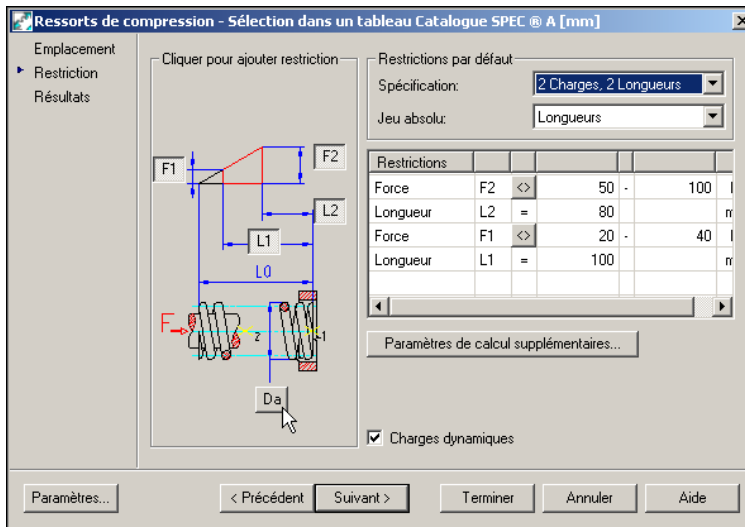 Ressorts de compression - Sélection dans un tableau Catalogue SPEC ® A [mm]
Emplacement
Restriction
Résultats
Cliquer pour ajouter restriction
F1
F2
L2
L1
L0
F
2
1
Da
Restrictions par défaut
Spécification:
2 Charges, 2 Longueurs
Jeu absolu:
Longueurs
Restrictions
Force F2 <> 50 - 100
Longueur L2 = 80
Force F1 <> 20 - 40
Longueur L1 = 100
Paramètres de calcul supplémentaires...
Charges dynamiques
Paramètres...
< Précédent
Suivant >
Terminer
Annuler
Aide